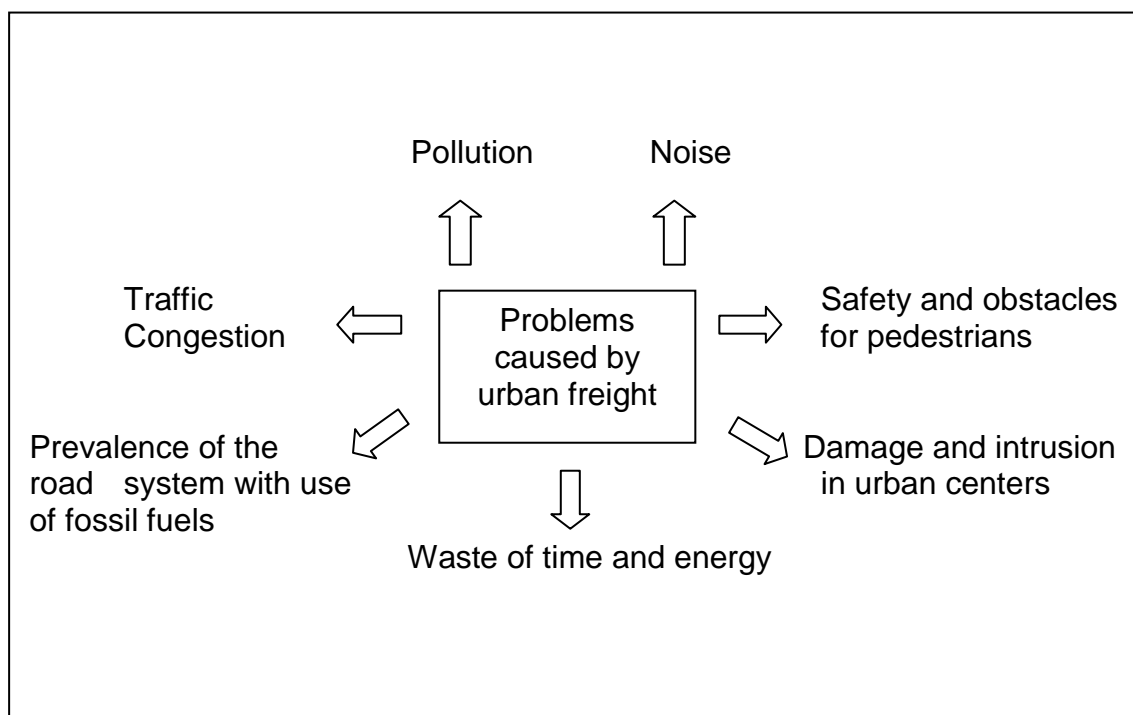 Pollution
Noise
Traffic
Congestion
Problems
caused by
urban freight
Safety and obstacles
for pedestrians
Prevalence of the
road system with use
of fossil fuels
Damage and intrusion
in urban centers
Waste of time and energy